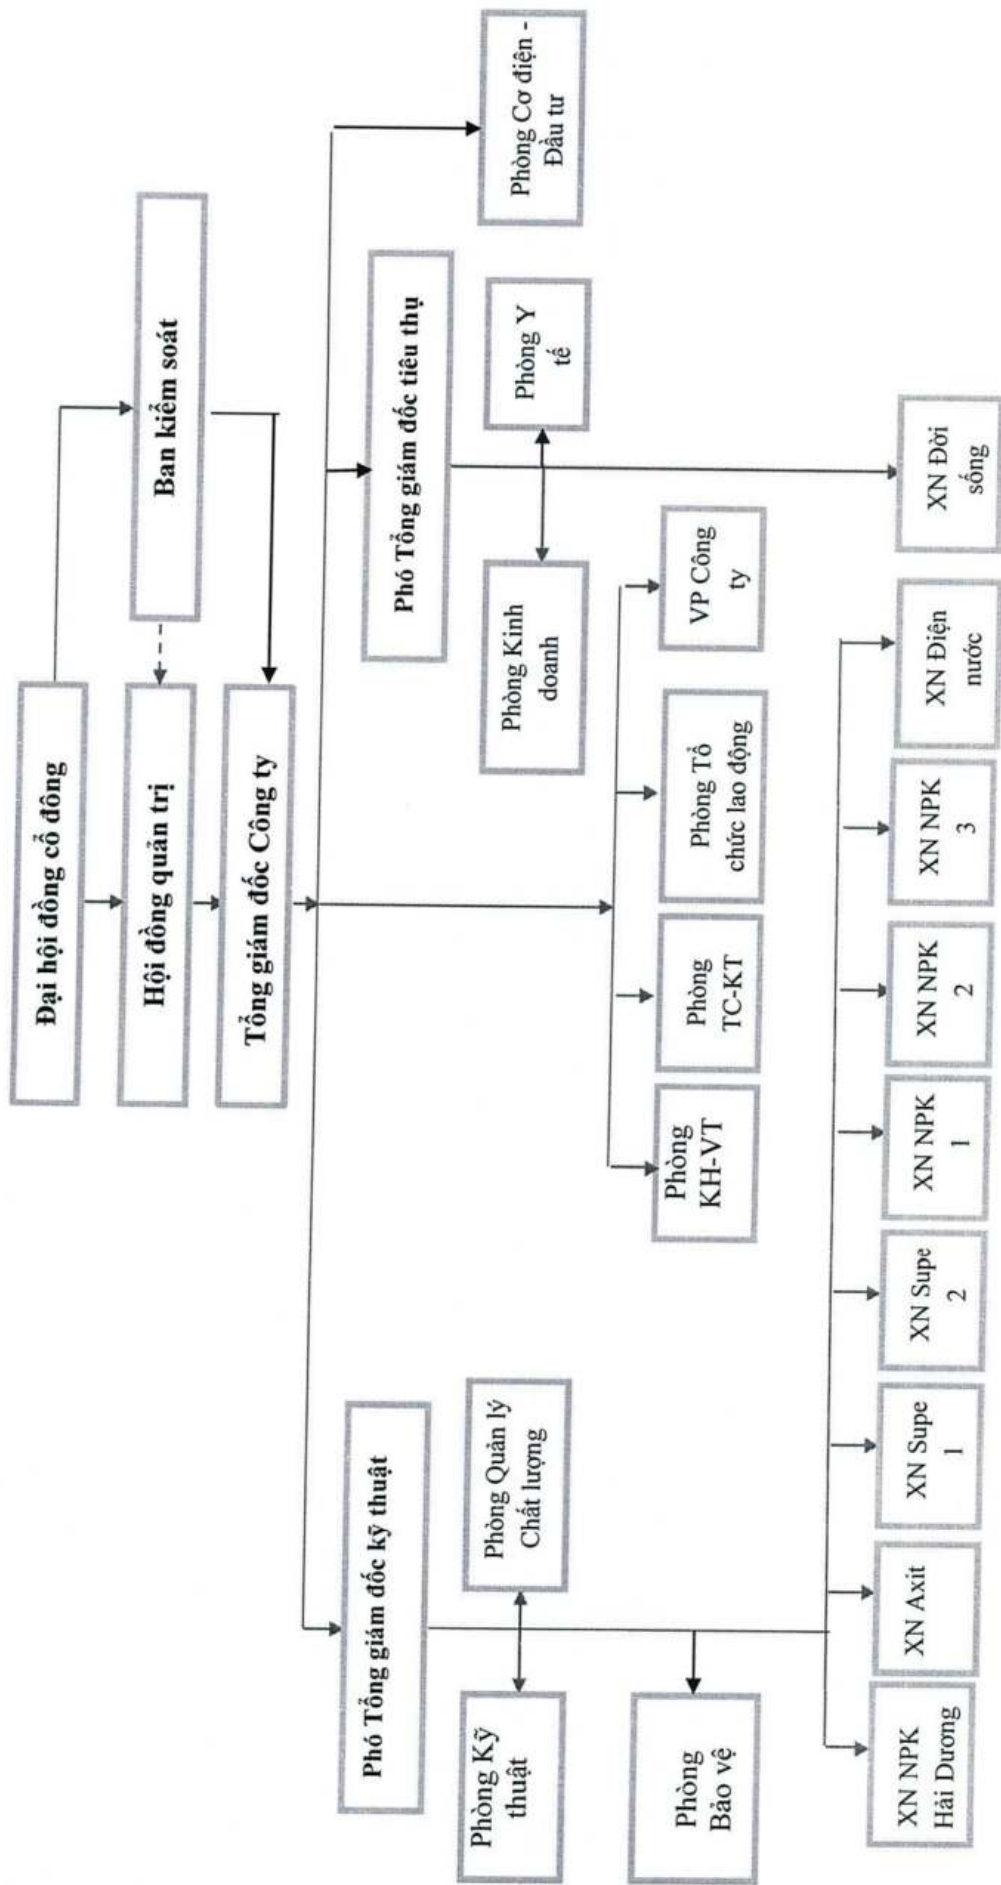 Đại hội đồng cổ đông
Ban kiểm soát
Hội đồng quản trị
Tổng giám đốc Công ty
Phó Tổng giám đốc kỹ thuật
Phó Tổng giám đốc tiêu thụ
Phòng Kỹ
thuật
Phòng Quản lý
Chất lượng
Phòng Kinh
doanh
Phòng Y
tế
Phòng Cơ điện -
Đầu tư
Phòng
Bảo vệ
Phòng
KH-VT
Phòng
TC-KT
Phòng Tổ
chức lao động
VP Công
ty
XN NPK
Hải Dương
XN Axit
XN Supe
1
XN Supe
2
XN NPK
1
XN NPK
2
XN NPK
3
XN Điện
nước
XN Đời
sống